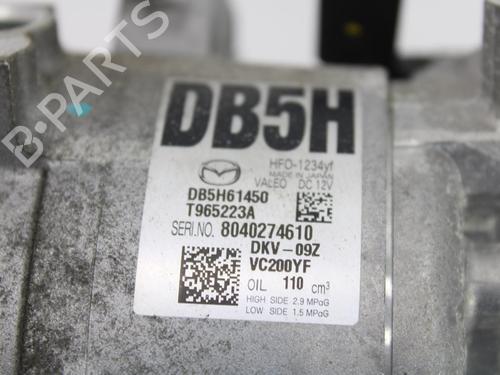 DB5H
HFO-1234yf
MADE IN JAPAN
VALEO DC 12V
DB5H61450
T965223A
SERI.NO. 8040274610
DKV-09Z
VC200YF
OIL 110 cm³
HIGH SIDE 2.9 MPaG
LOW SIDE 1.5 MPaG
B-PARTS